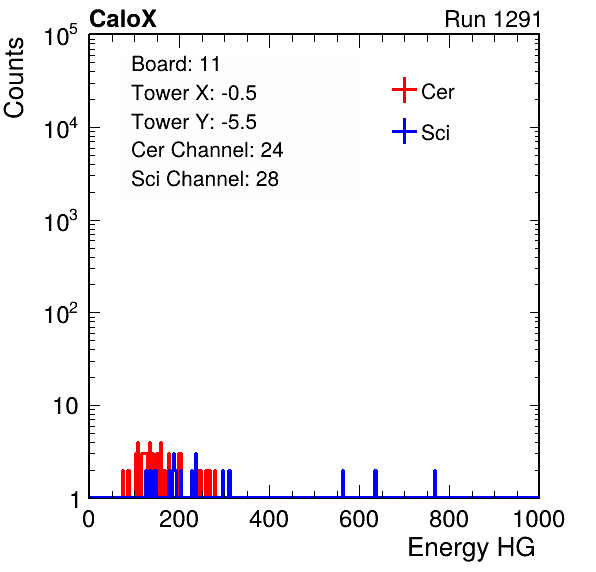 CaloX Run 1291
Counts
10^5
10^4
10^3
10^2
10
1
Board: 11
Tower X: -0.5
Tower Y: -5.5
Cer Channel: 24
Sci Channel: 28
Cer
Sci
0 200 400 600 800 1000
Energy HG